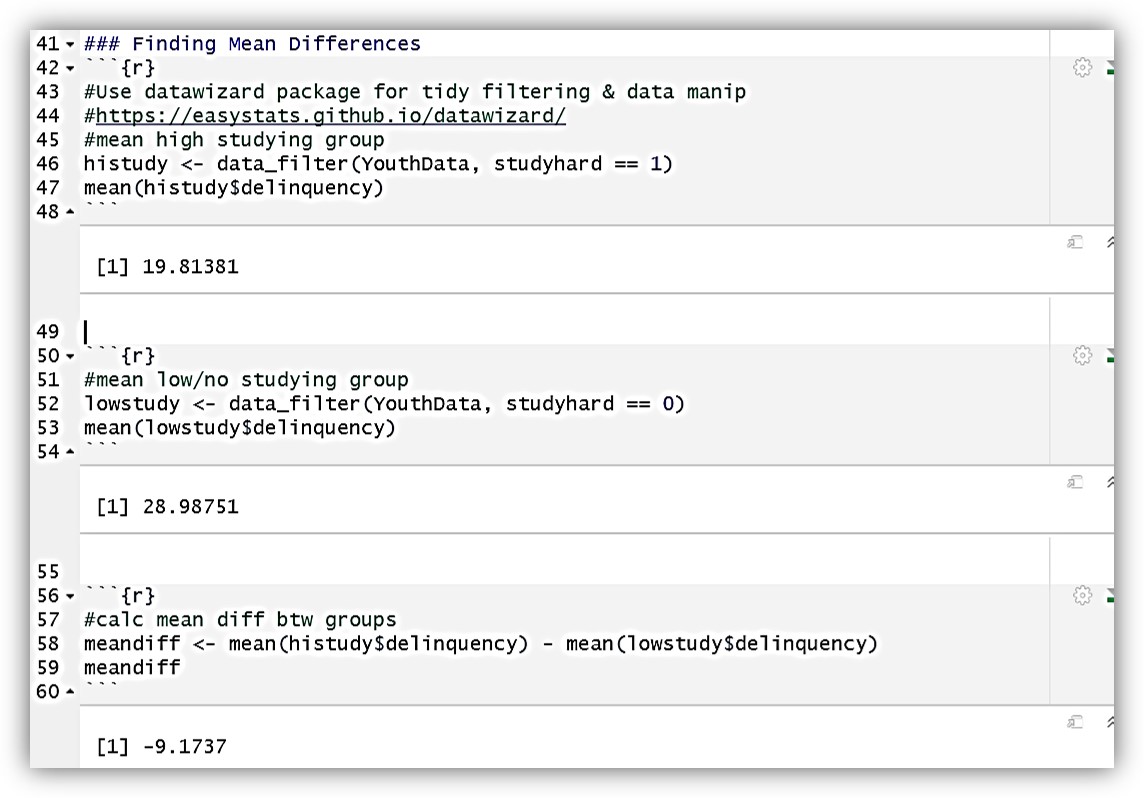 41 ### Finding Mean Differences
42 ```{r}
43 #Use datawizard package for tidy filtering & data manip
44 #https://easystats.github.io/datawizard/
45 #mean high studying group
46 histudy <- data_filter(YouthData, studyhard == 1)
47 mean(histudy$delinquency)
48 ```
[1] 19.81381
49
50 ```{r}
51 #mean low/no studying group
52 lowstudy <- data_filter(YouthData, studyhard == 0)
53 mean(lowstudy$delinquency)
54 ```
[1] 28.98751
55
56 ```{r}
57 #calc mean diff btw groups
58 meandiff <- mean(histudy$delinquency) - mean(lowstudy$delinquency)
59 meandiff
60 ```
[1] -9.1737